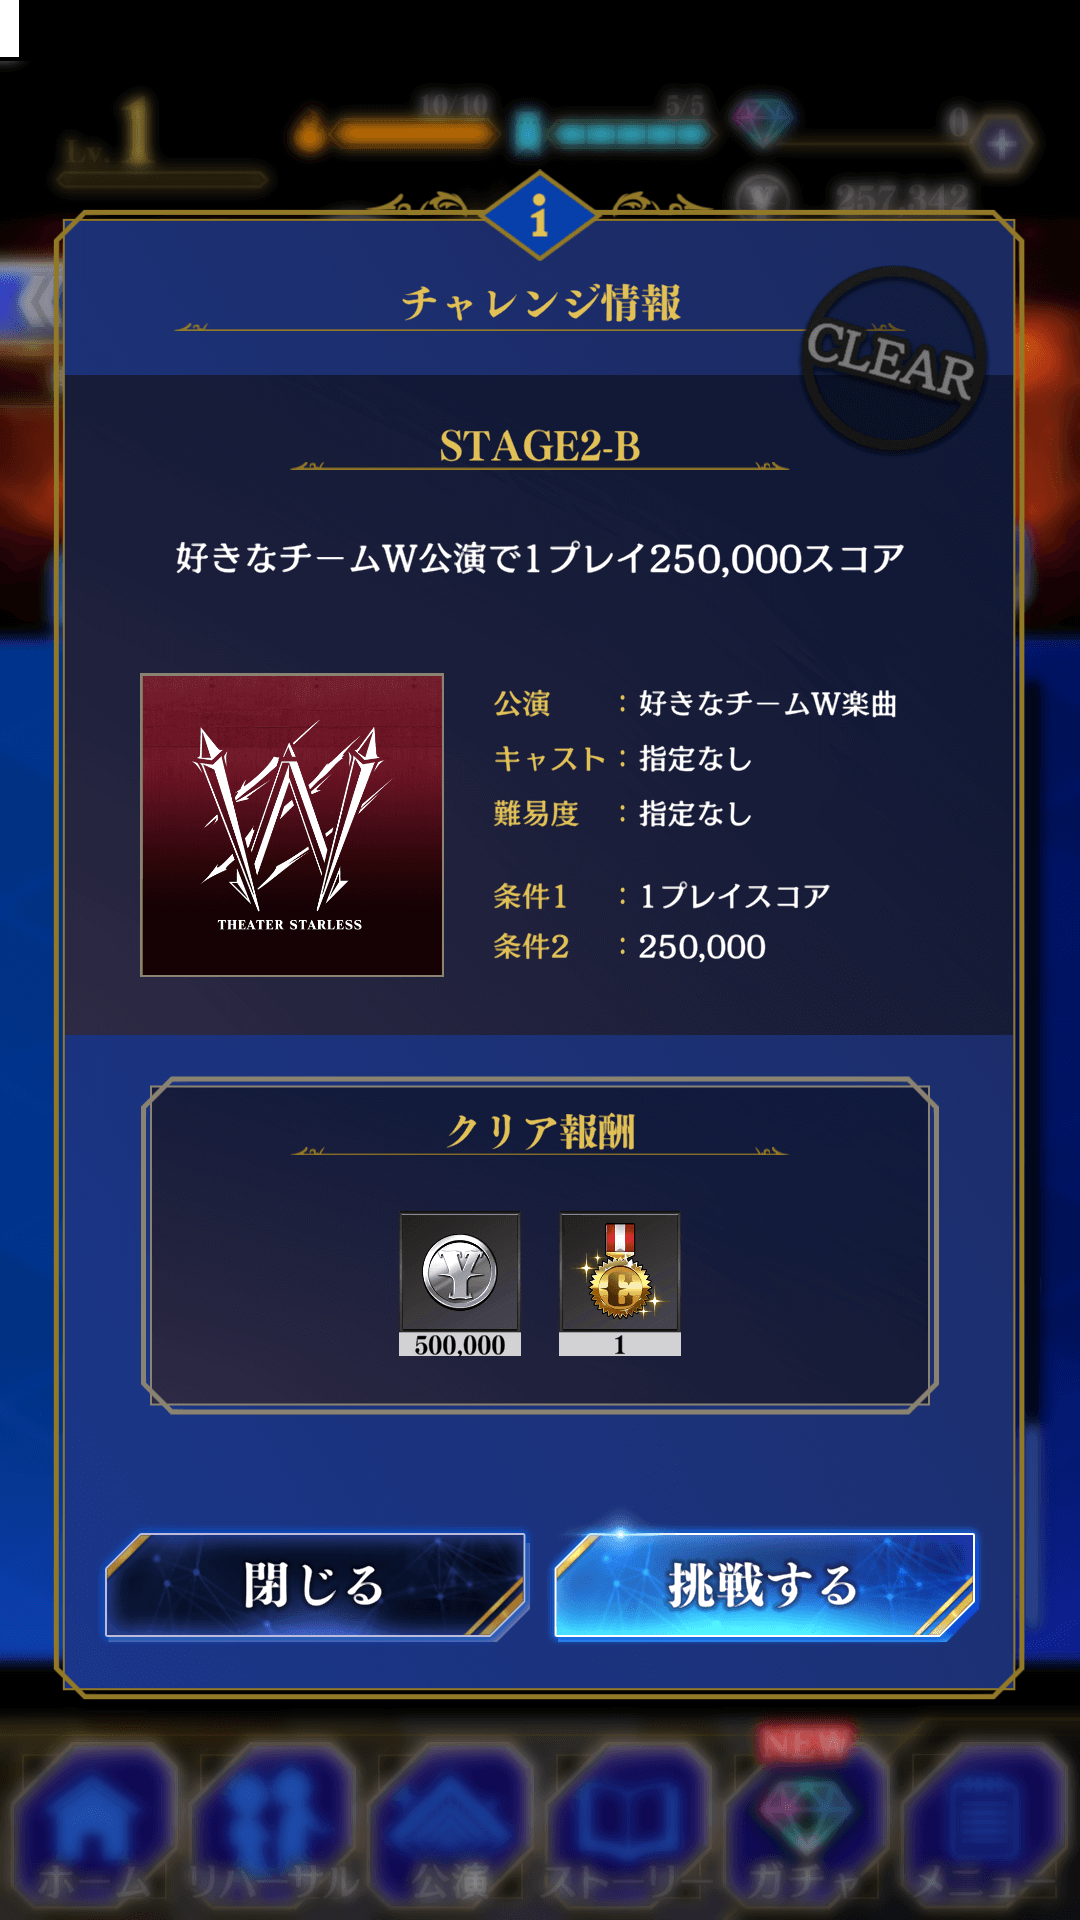 Lv. 1
10/10
5/5
0
257,342
チャレンジ情報
CLEAR
STAGE2-B
好きなチームW公演で1プレイ250,000スコア
公演 : 好きなチームW楽曲
キャスト : 指定なし
難易度 : 指定なし
条件1 : 1プレイスコア
条件2 : 250,000
W
THEATER STARLESS
クリア報酬
Y
C
500,000
1
閉じる
挑戦する
NEW
ホーム
リハーサル
公演
ストーリー
ガチャ
メニュー